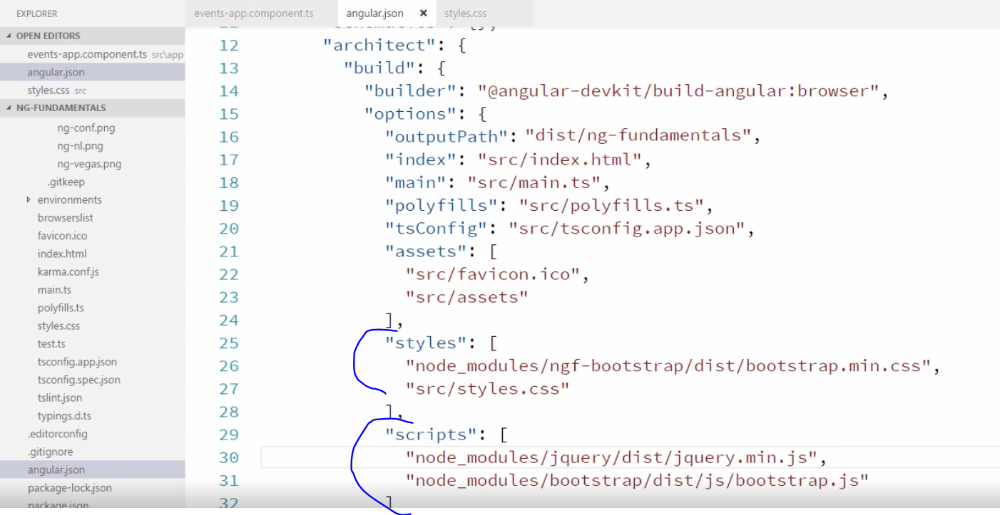 EXPLORER
OPEN EDITORS
events-app.component.ts src\app
angular.json
styles.css src
NG-FUNDAMENTALS
ng-conf.png
ng-nl.png
ng-vegas.png
.gitkeep
environments
browserslist
favicon.ico
index.html
karma.conf.js
main.ts
polyfills.ts
styles.css
test.ts
tsconfig.app.json
tsconfig.spec.json
tslint.json
typings.d.ts
.editorconfig
.gitignore
angular.json
package-lock.json
package.json
events-app.component.ts angular.json × styles.css
12 "architect": {
13 "build": {
14 "builder": "@angular-devkit/build-angular:browser",
15 "options": {
16 "outputPath": "dist/ng-fundamentals",
17 "index": "src/index.html",
18 "main": "src/main.ts",
19 "polyfills": "src/polyfills.ts",
20 "tsConfig": "src/tsconfig.app.json",
21 "assets": [
22 "src/favicon.ico",
23 "src/assets"
24 ],
25 "styles": [
26 "node_modules/ngf-bootstrap/dist/bootstrap.min.css",
27 "src/styles.css"
28 ],
29 "scripts": [
30 "node_modules/jquery/dist/jquery.min.js",
31 "node_modules/bootstrap/dist/js/bootstrap.js"
32 ]